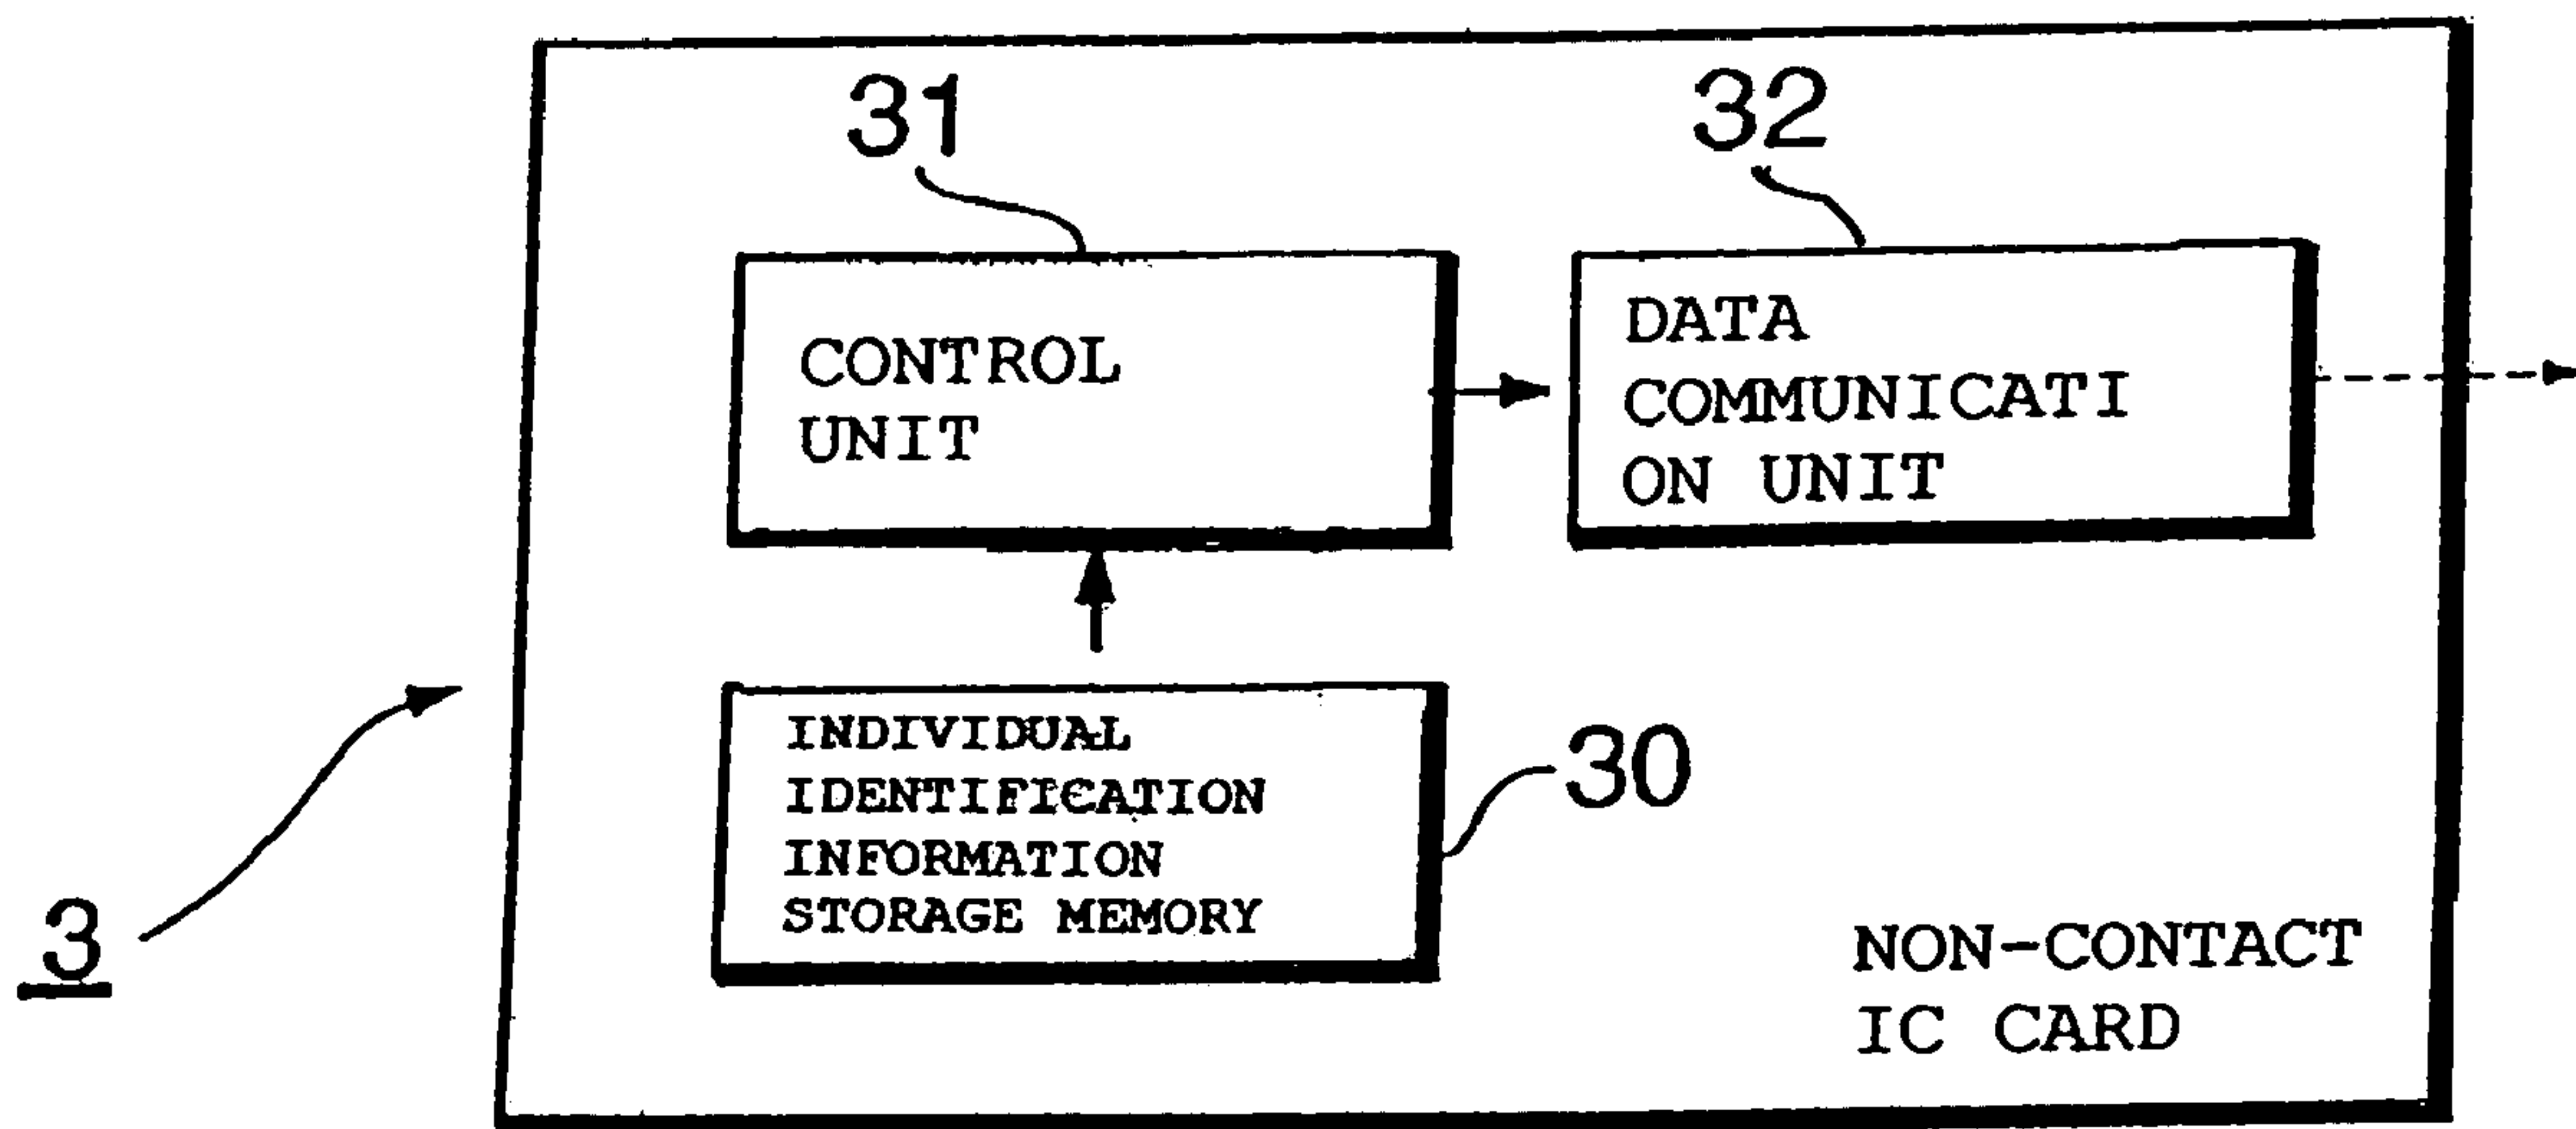 31
32
CONTROL
UNIT
DATA
COMMUNICATI
ON UNIT
INDIVIDUAL
IDENTIFICATION
INFORMATION
STORAGE MEMORY
30
3
NON-CONTACT
IC CARD